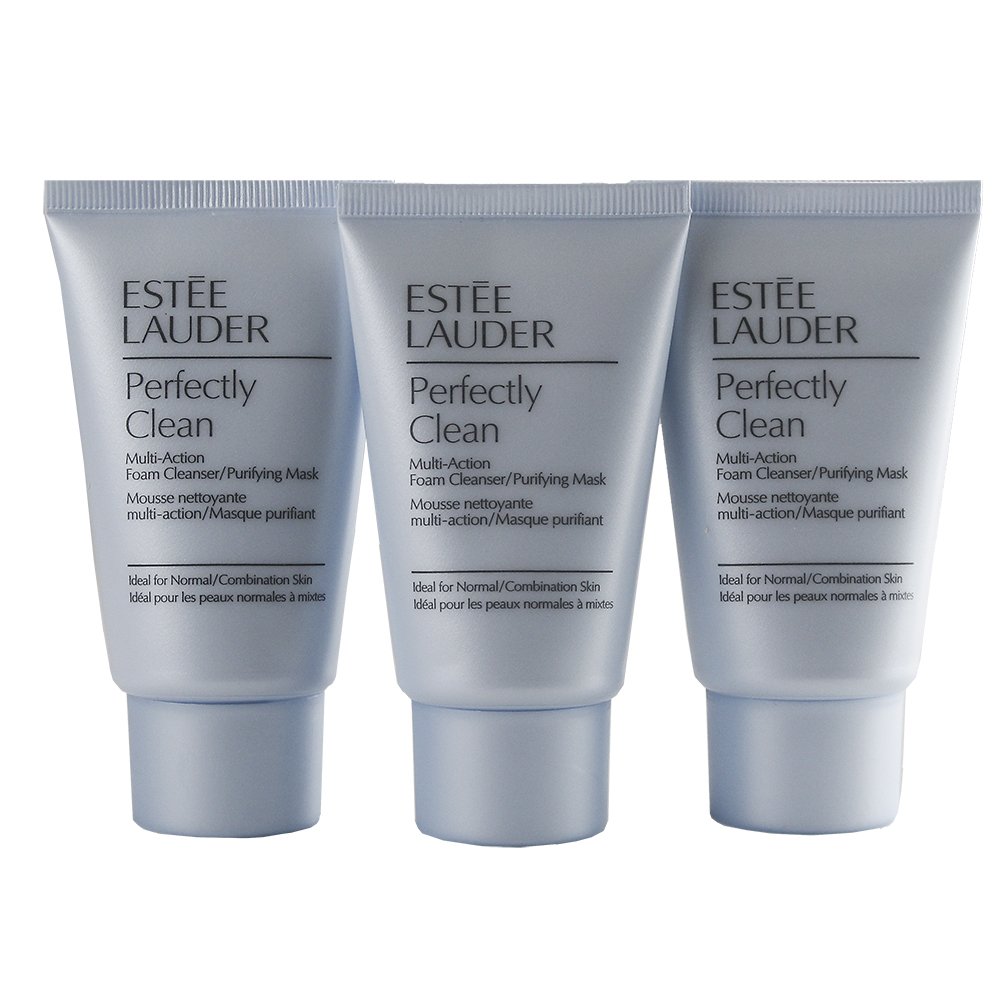 ESTĒE
LAUDER
Perfectly
Clean
Multi-Action
Foam Cleanser/Purifying Mask
Mousse nettoyante
multi-action/Masque purifiant
Ideal for Normal/Combination Skin
Idéal pour les peaux normales à mixtes
ESTĒE
LAUDER
Perfectly
Clean
Multi-Action
Foam Cleanser/Purifying Mask
Mousse nettoyante
multi-action/Masque purifiant
Ideal for Normal/Combination Skin
Idéal pour les peaux normales à mixtes
ESTĒE
LAUDER
Perfectly
Clean
Multi-Action
Foam Cleanser/Purifying Mask
Mousse nettoyante
multi-action/Masque purifiant
Ideal for Normal/Combination Skin
Idéal pour les peaux normales à mixtes